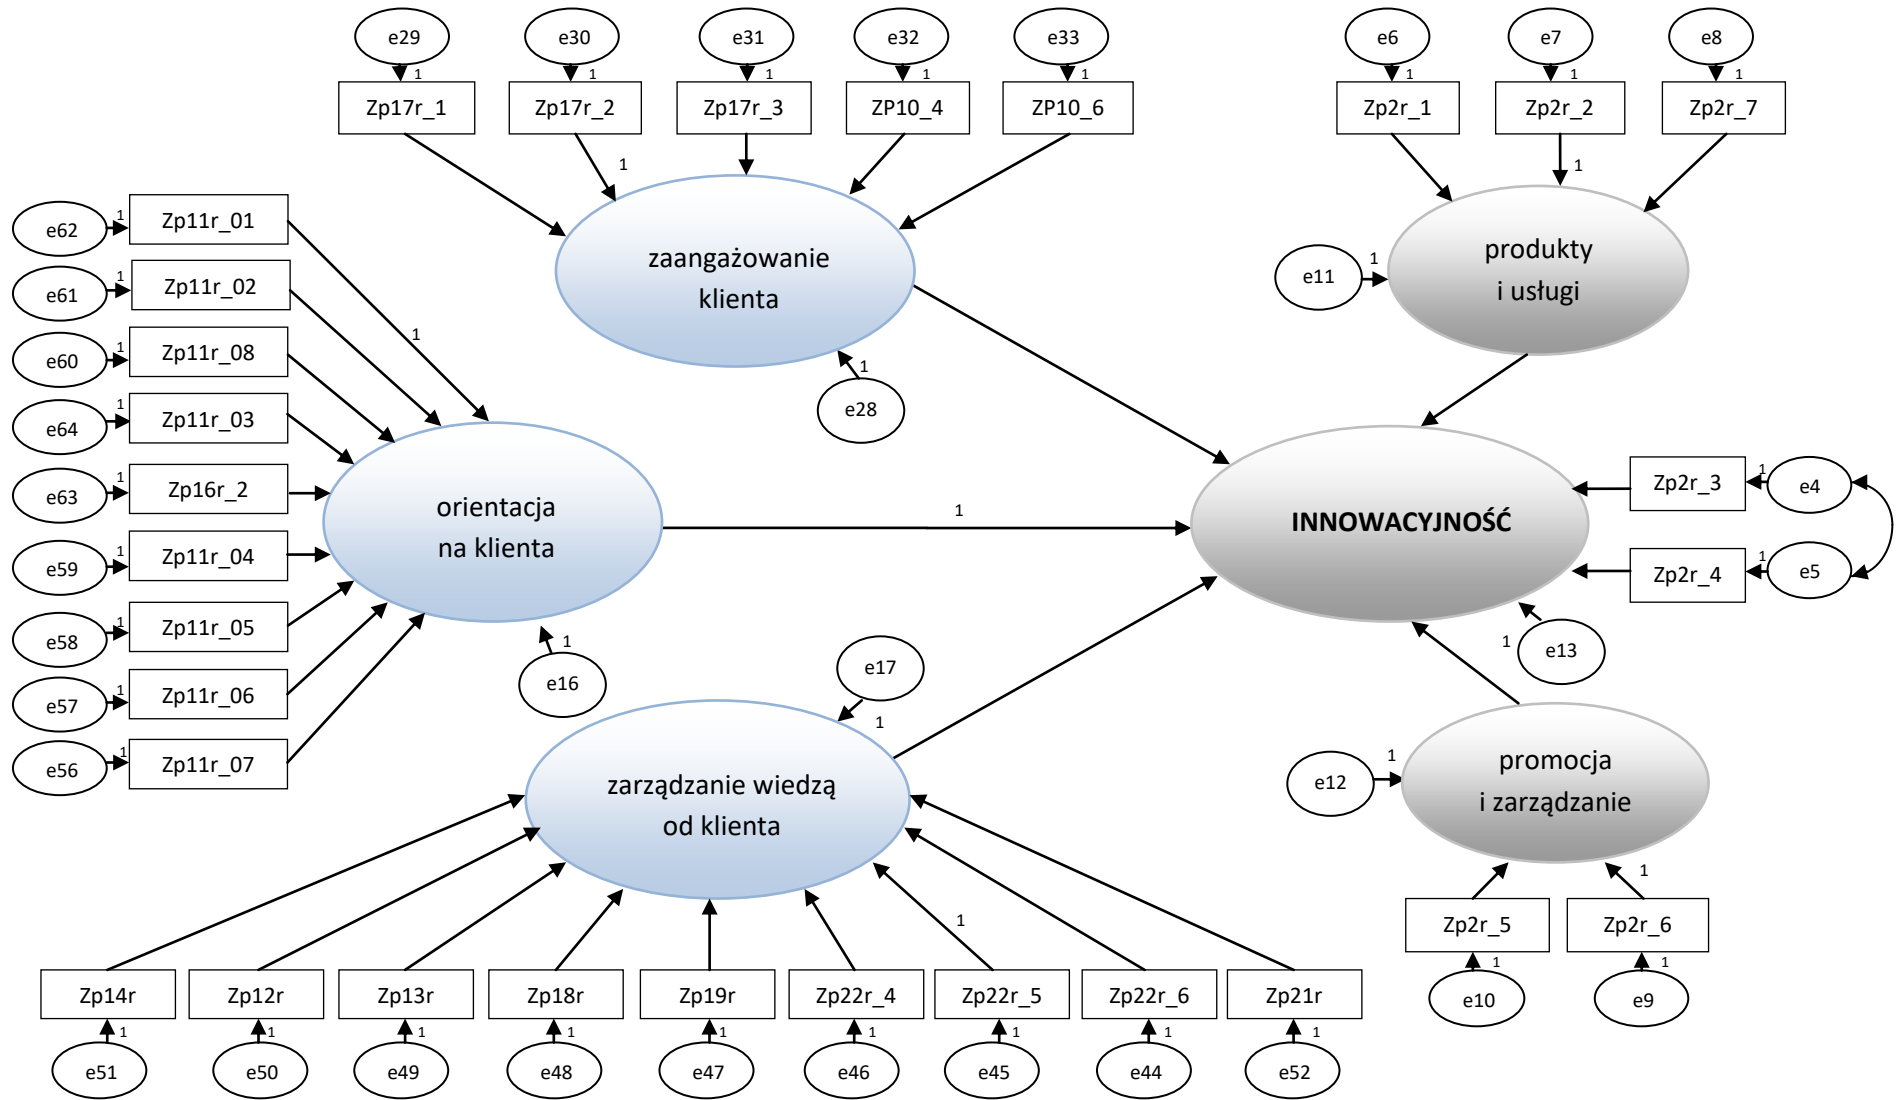 e29 e30 e31 e32 e33 e6 e7 e8
1 1 1 1 1 1 1 1
Zp17r_1 Zp17r_2 Zp17r_3 ZP10_4 ZP10_6 Zp2r_1 Zp2r_2 Zp2r_7
1 1
e62 1 Zp11r_01
e61 1 Zp11r_02
e60 1 Zp11r_08
e64 1 Zp11r_03
e63 1 Zp16r_2
e59 1 Zp11r_04
e58 1 Zp11r_05
e57 1 Zp11r_06
e56 1 Zp11r_07
1
zaangażowanie
klienta
1
e28
e11 1
produkty
i usługi
orientacja
na klienta
1
1
e16
INNOWACYJNOŚĆ
Zp2r_3 1 e4
Zp2r_4 1 e5
1 e13
e17
1
zarządzanie wiedzą
od klienta
e12 1
promocja
i zarządzanie
1
Zp2r_5 Zp2r_6
1 1
e10 e9
1
Zp14r Zp12r Zp13r Zp18r Zp19r Zp22r_4 Zp22r_5 Zp22r_6 Zp21r
1 1 1 1 1 1 1 1 1
e51 e50 e49 e48 e47 e46 e45 e44 e52